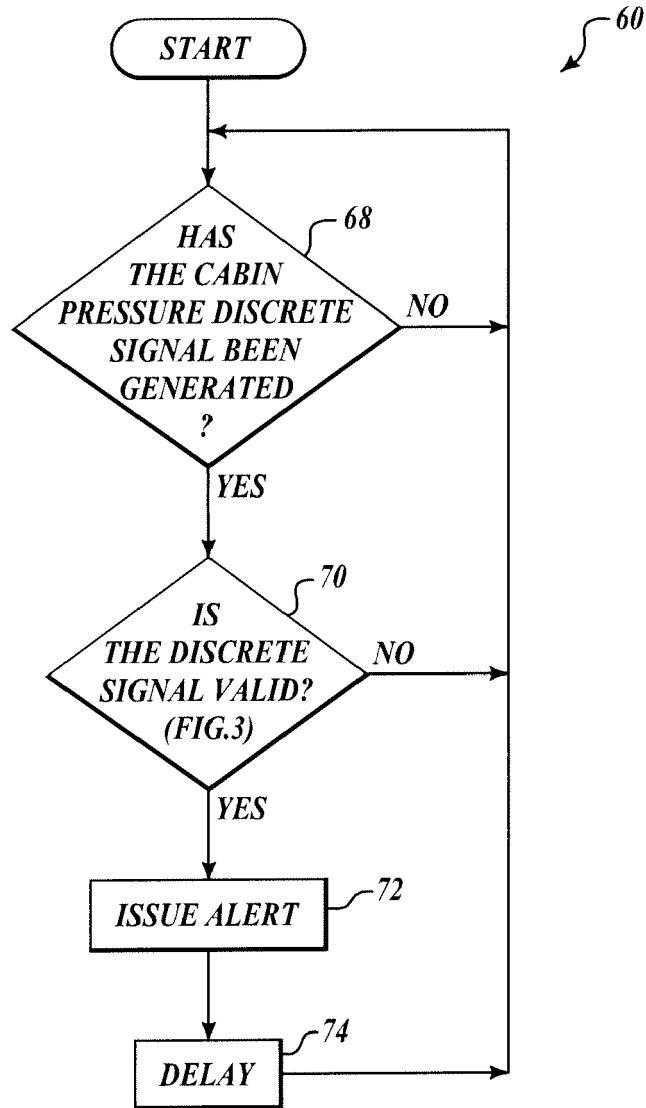 60
START
68
HAS
THE CABIN
PRESSURE DISCRETE
SIGNAL BEEN
GENERATED
?
NO
YES
70
IS
THE DISCRETE
SIGNAL VALID?
(FIG.3)
NO
YES
72
ISSUE ALERT
74
DELAY